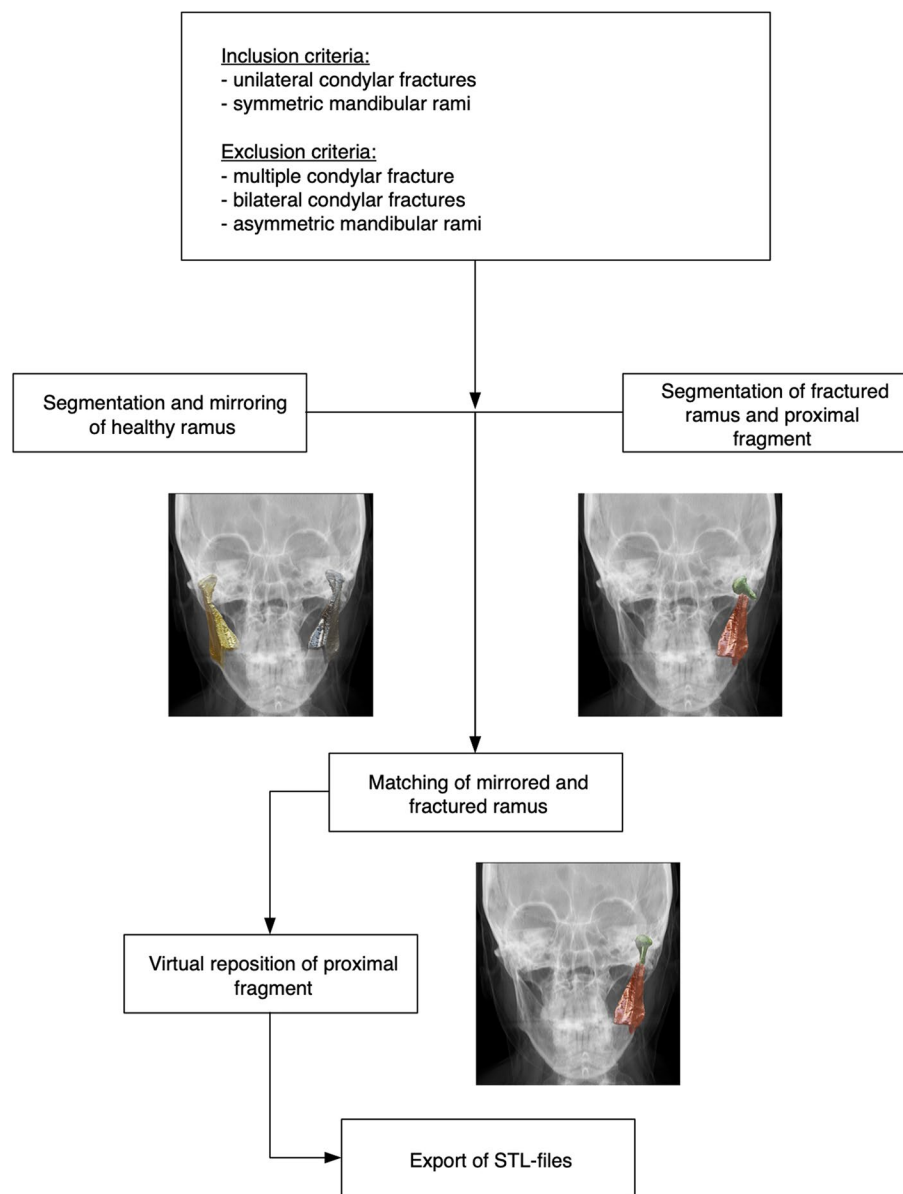 Inclusion criteria:
- unilateral condylar fractures
- symmetric mandibular rami
Exclusion criteria:
- multiple condylar fracture
- bilateral condylar fractures
- asymmetric mandibular rami
Segmentation and mirroring
of healthy ramus
Segmentation of fractured
ramus and proximal
fragment
Matching of mirrored and
fractured ramus
Virtual reposition of proximal
fragment
Export of STL-files